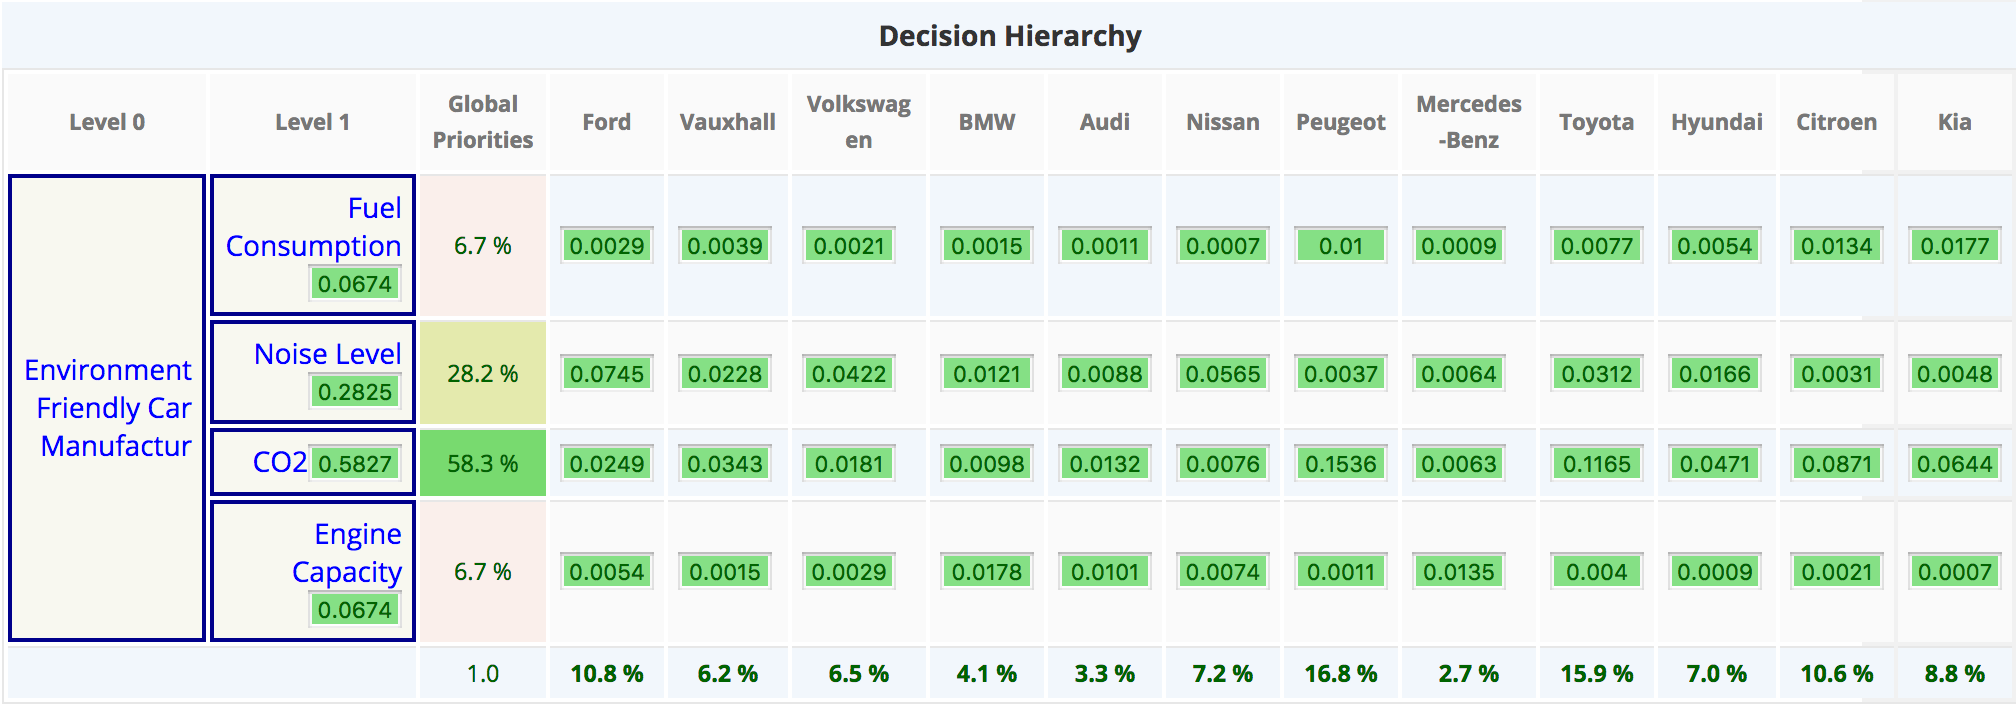 Decision Hierarchy
Level 0 Level 1 Global Priorities Ford Vauxhall Volkswag en BMW Audi Nissan Peugeot Mercedes -Benz Toyota Hyundai Citroen Kia
Environment
Friendly Car
Manufactur
Fuel
Consumption
0.0674
6.7 % 0.0029 0.0039 0.0021 0.0015 0.0011 0.0007 0.01 0.0009 0.0077 0.0054 0.0134 0.0177
Noise Level
0.2825
28.2 % 0.0745 0.0228 0.0422 0.0121 0.0088 0.0565 0.0037 0.0064 0.0312 0.0166 0.0031 0.0048
CO2 0.5827
58.3 % 0.0249 0.0343 0.0181 0.0098 0.0132 0.0076 0.1536 0.0063 0.1165 0.0471 0.0871 0.0644
Engine
Capacity
0.0674
6.7 % 0.0054 0.0015 0.0029 0.0178 0.0101 0.0074 0.0011 0.0135 0.004 0.0009 0.0021 0.0007
1.0 10.8 % 6.2 % 6.5 % 4.1 % 3.3 % 7.2 % 16.8 % 2.7 % 15.9 % 7.0 % 10.6 % 8.8 %